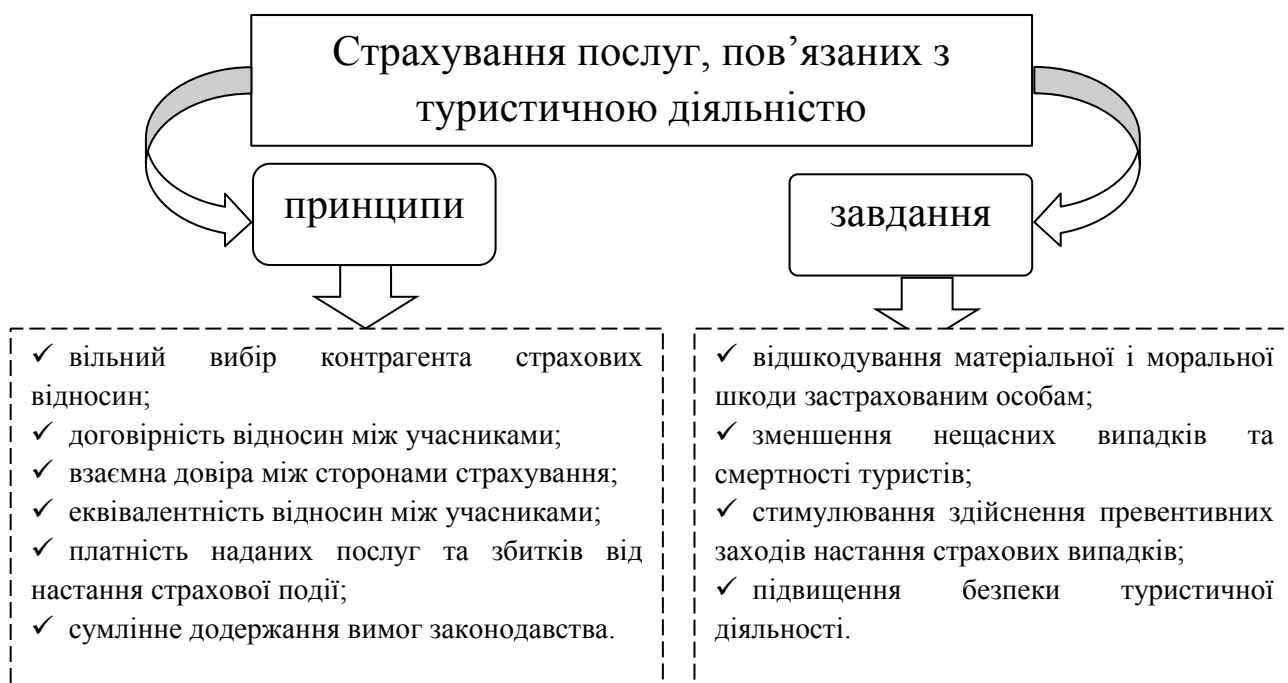 Страхування послуг, пов’язаних з
туристичною діяльністю
принципи
завдання
✓ вільний вибір контрагента страхових
відносин;
✓ договірність відносин між учасниками;
✓ взаємна довіра між сторонами страхування;
✓ еквівалентність відносин між учасниками;
✓ платність наданих послуг та збитків від
настання страхової події;
✓ сумлінне додержання вимог законодавства.
✓ відшкодування матеріальної і моральної
шкоди застрахованим особам;
✓ зменшення нещасних випадків та
смертності туристів;
✓ стимулювання здійснення превентивних
заходів настання страхових випадків;
✓ підвищення безпеки туристичної
діяльності.